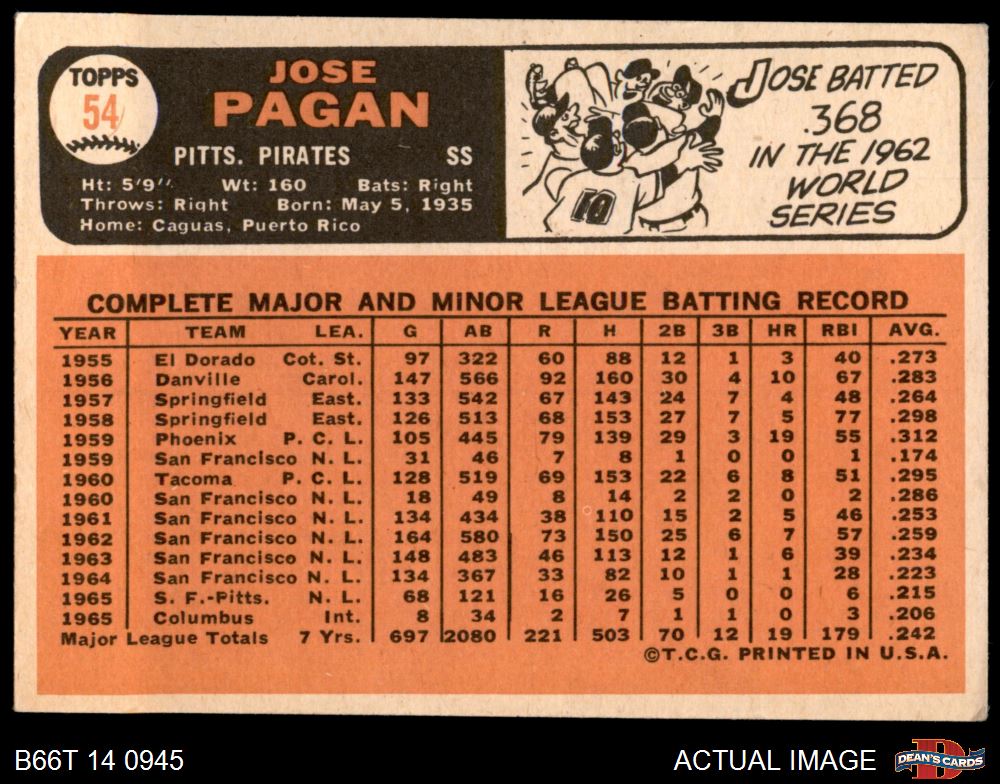 TOPPS
54
JOSE
PAGAN
PITTS. PIRATES SS
Ht: 5'9" Wt: 160 Bats: Right
Throws: Right Born: May 5, 1935
Home: Caguas, Puerto Rico
10
JOSE BATTED
.368
IN THE 1962
WORLD
SERIES
COMPLETE MAJOR AND MINOR LEAGUE BATTING RECORD
YEAR TEAM LEA. G AB R H 2B 3B HR RBI AVG.
1955 El Dorado Cot. St. 97 322 60 88 12 1 3 40 .273
1956 Danville Carol. 147 566 92 160 30 4 10 67 .283
1957 Springfield East. 133 542 67 143 24 7 4 48 .264
1958 Springfield East. 126 513 68 153 27 7 5 77 .298
1959 Phoenix P. C. L. 105 445 79 139 29 3 19 55 .312
1959 San Francisco N. L. 31 46 7 8 1 0 0 1 .174
1960 Tacoma P. C. L. 128 519 69 153 22 6 8 51 .295
1960 San Francisco N. L. 18 49 8 14 2 2 0 2 .286
1961 San Francisco N. L. 134 434 38 110 15 2 5 46 .253
1962 San Francisco N. L. 164 580 73 150 25 6 7 57 .259
1963 San Francisco N. L. 148 483 46 113 12 1 6 39 .234
1964 San Francisco N. L. 134 367 33 82 10 1 1 28 .223
1965 S. F.-Pitts. N. L. 68 121 16 26 5 0 0 6 .215
1965 Columbus Int. 8 34 2 7 1 1 0 3 .206
Major League Totals 7 Yrs. 697 2080 221 503 70 12 19 179 .242
©T.C.G. PRINTED IN U.S.A.
B66T 14 0945 ACTUAL IMAGE
DEAN'S CARDS